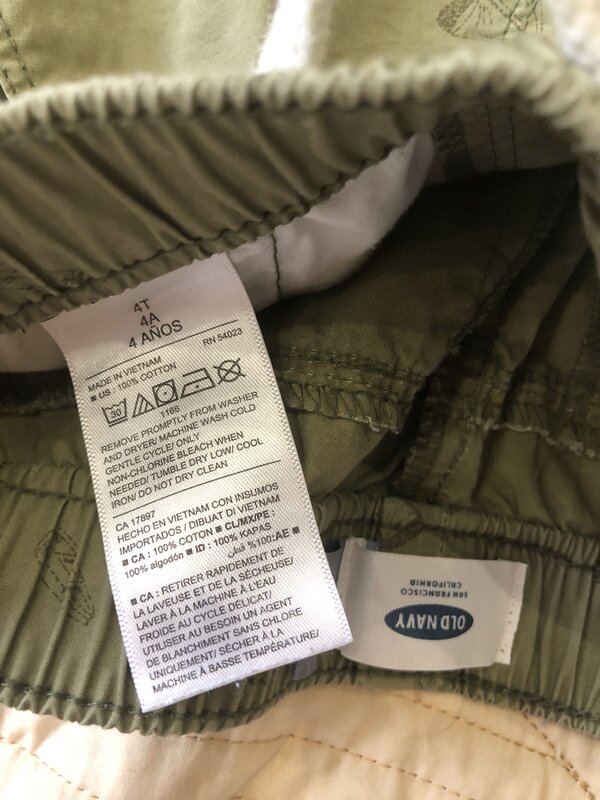 4T
4A
4 AÑOS
RN 54023
MADE IN VIETNAM
■ US : 100% COTTON
30
1166
REMOVE PROMPTLY FROM WASHER
AND DRYER/ MACHINE WASH COLD
GENTLE CYCLE/ ONLY
NON-CHLORINE BLEACH WHEN
NEEDED/ TUMBLE DRY LOW/ COOL
IRON/ DO NOT DRY CLEAN
CA 17897
HECHO EN VIETNAM CON INSUMOS
IMPORTADOS / DIBUAT DI VIETNAM
■ CA : 100% COTTON ■ CL/MX/PE :
100% algodón ■ ID : 100% KAPAS
■ AE: 100% قطن
■ CA : RETIRER RAPIDEMENT DE
LA LAVEUSE ET DE LA SÉCHEUSE/
LAVER À LA MACHINE À L'EAU
FROIDE AU CYCLE DÉLICAT/
UTILISER AU BESOIN UN AGENT
DE BLANCHIMENT SANS CHLORE
UNIQUEMENT/ SÉCHER À LA
MACHINE À BASSE TEMPÉRATURE/
OLD NAVY
SAN FRANCISCO
CALIFORNIA